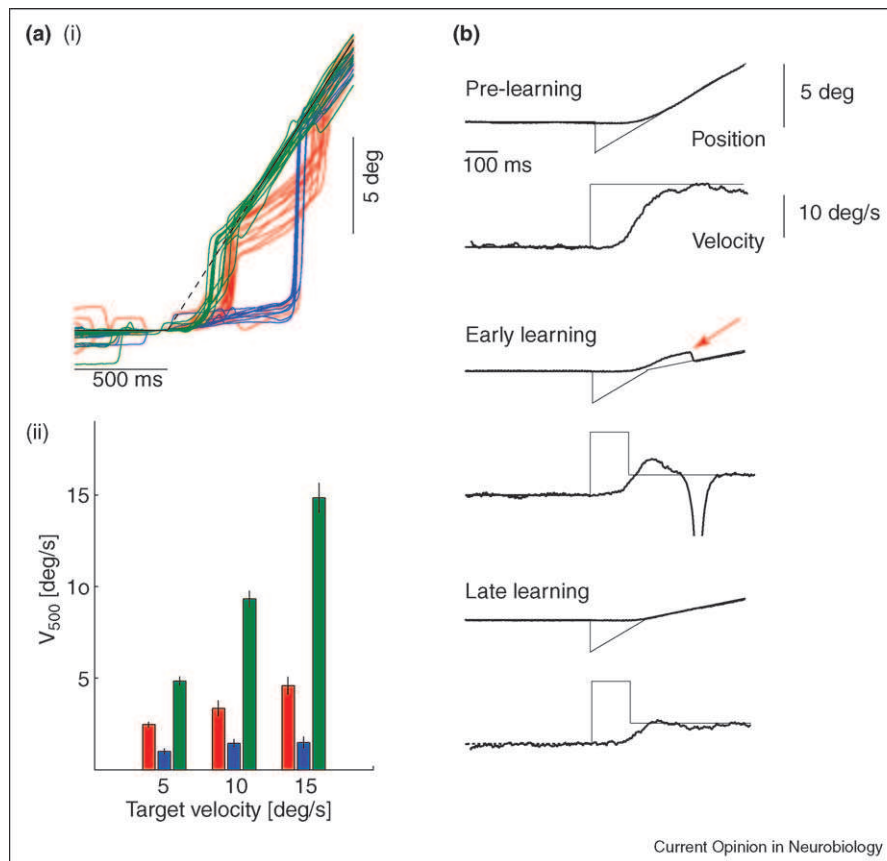 (a) (i)
5 deg
500 ms
(ii)
V500 [deg/s]
15
10
5
5 10 15
Target velocity [deg/s]
(b)
Pre-learning
5 deg
Position
100 ms
10 deg/s
Velocity
Early learning
Late learning
Current Opinion in Neurobiology